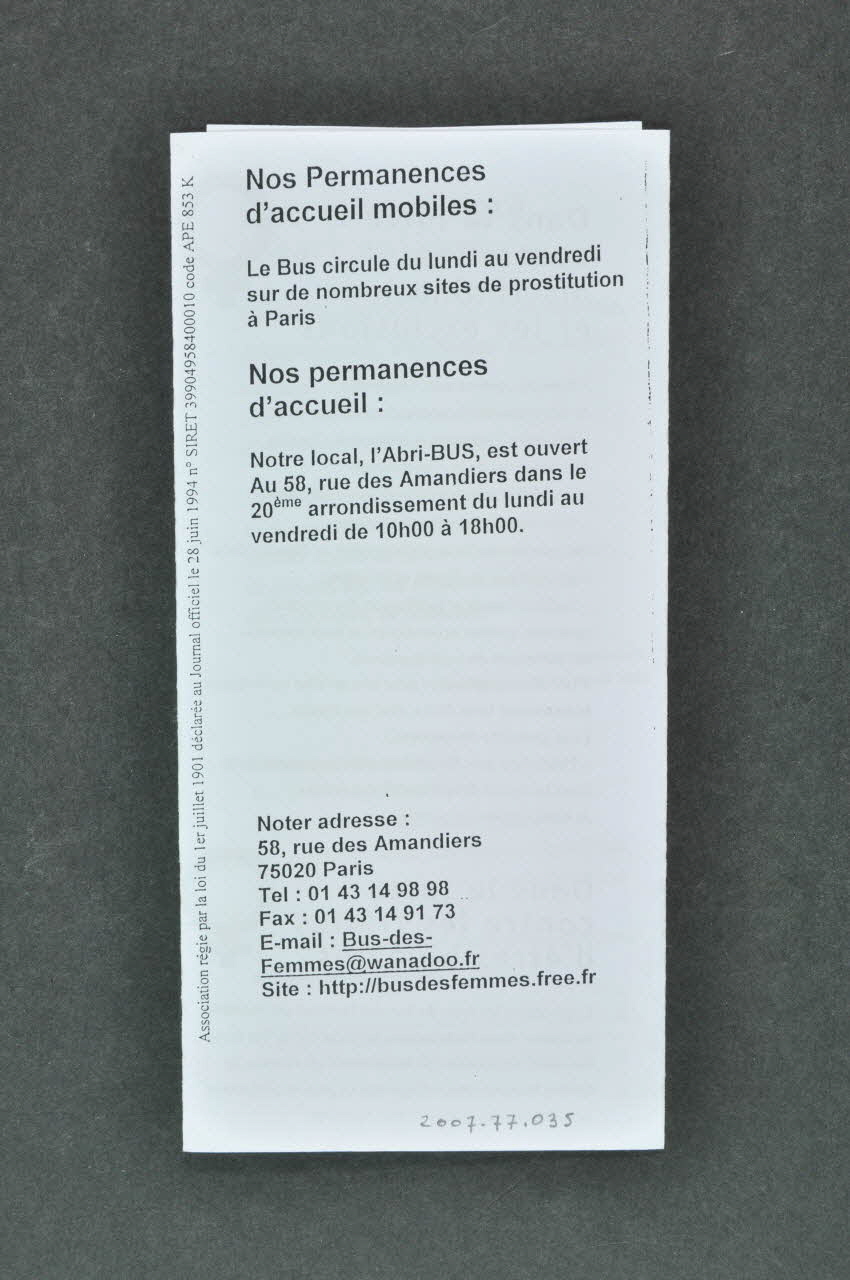 Nos Permanences
d'accueil mobiles :
Le Bus circule du lundi au vendredi
sur de nombreux sites de prostitution
à Paris
Nos permanences
d'accueil :
Notre local, l'Abri-BUS, est ouvert
Au 58, rue des Amandiers dans le
20ème arrondissement du lundi au
vendredi de 10h00 à 18h00.
Noter adresse :
58, rue des Amandiers
75020 Paris
Tel : 01 43 14 98 98
Fax : 01 43 14 91 73
E-mail : Bus-des-
Femmes@wanadoo.fr
Site : http://busdesfemmes.free.fr
2007.77.035
Association régie par la loi du 1er juillet 1901 déclarée au Journal officiel le 28 juin 1994 n° SIRET 39904958400010 code APE 853 K